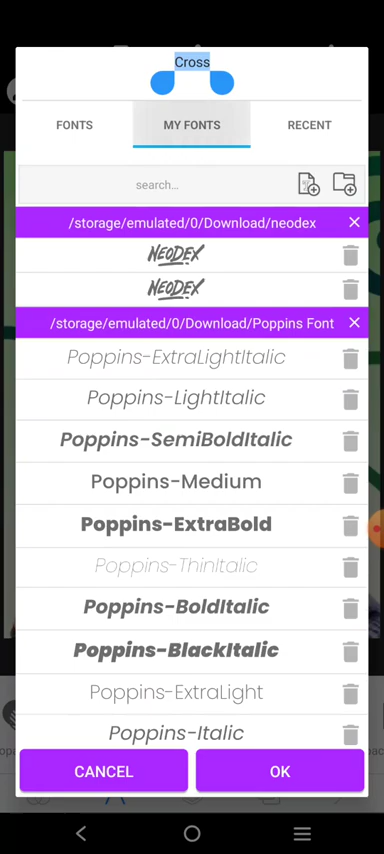 Cross
FONTS
MY FONTS
RECENT
search...
/storage/emulated/0/Download/neodex
NEODEX
NEODEX
/storage/emulated/0/Download/Poppins Font
Poppins-ExtraLightItalic
Poppins-LightItalic
Poppins-SemiBoldItalic
Poppins-Medium
Poppins-ExtraBold
Poppins-ThinItalic
Poppins-BoldItalic
Poppins-BlackItalic
Poppins-ExtraLight
Poppins-Italic
CANCEL
OK